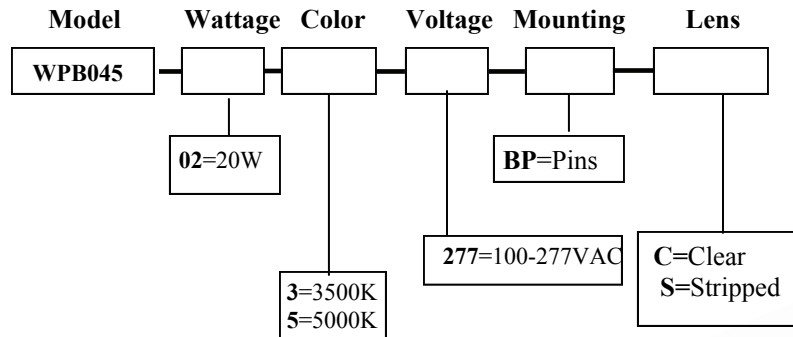 Model Wattage Color Voltage Mounting Lens
WPB045
02=20W
BP=Pins
277=100-277VAC
C=Clear
S=Stripped
3=3500K
5=5000K